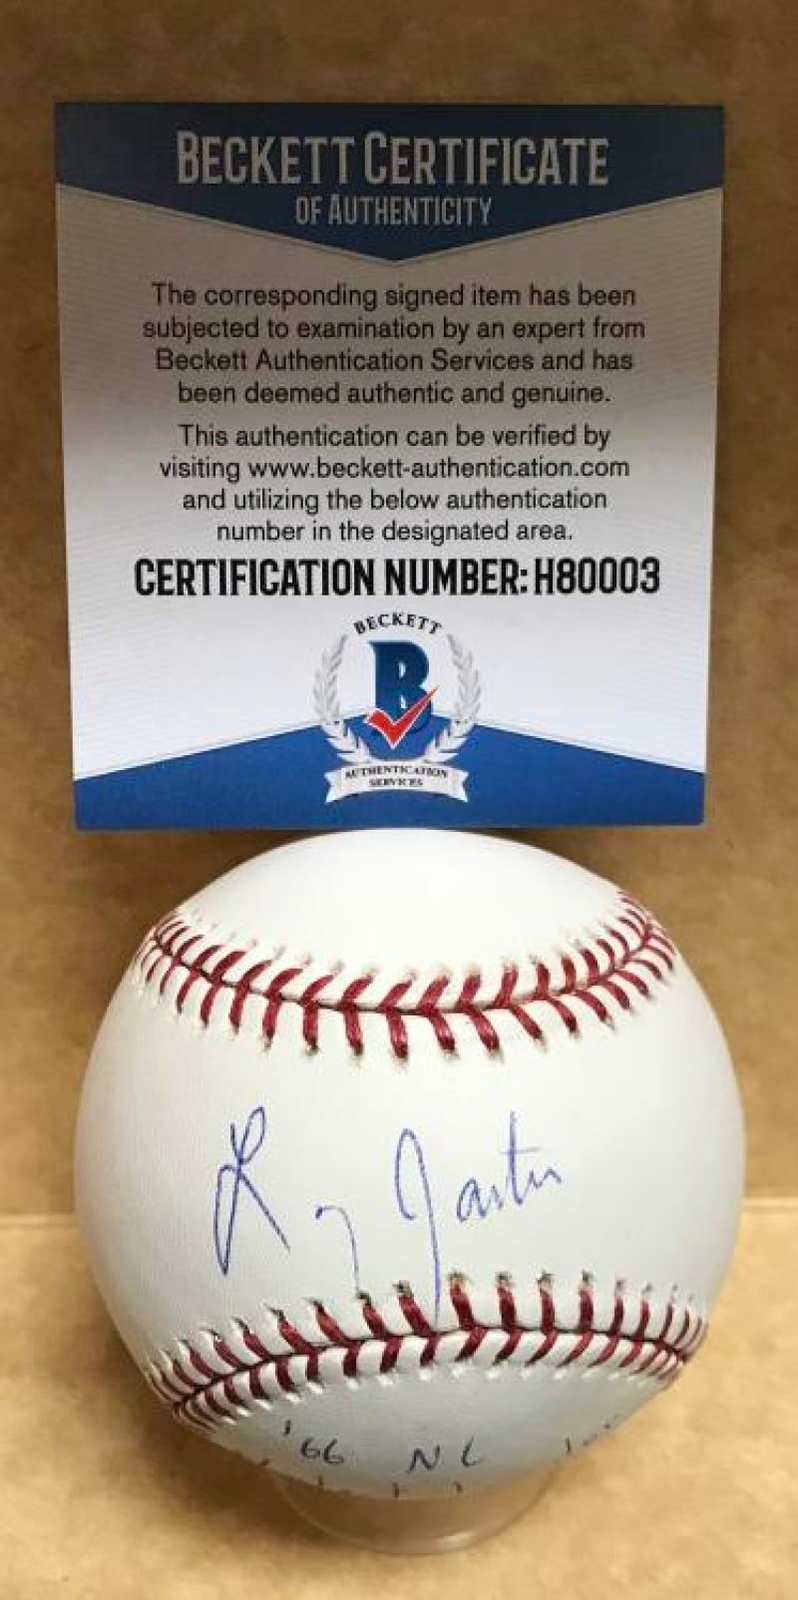 BECKETT CERTIFICATE
OF AUTHENTICITY
The corresponding signed item has been
subjected to examination by an expert from
Beckett Authentication Services and has
been deemed authentic and genuine.
This authentication can be verified by
visiting www.beckett-authentication.com
and utilizing the below authentication
number in the designated area.
CERTIFICATION NUMBER: H80003
BECKETT
B
AUTHENTICATION
SERVICES
Larry Jaster
'66 NL